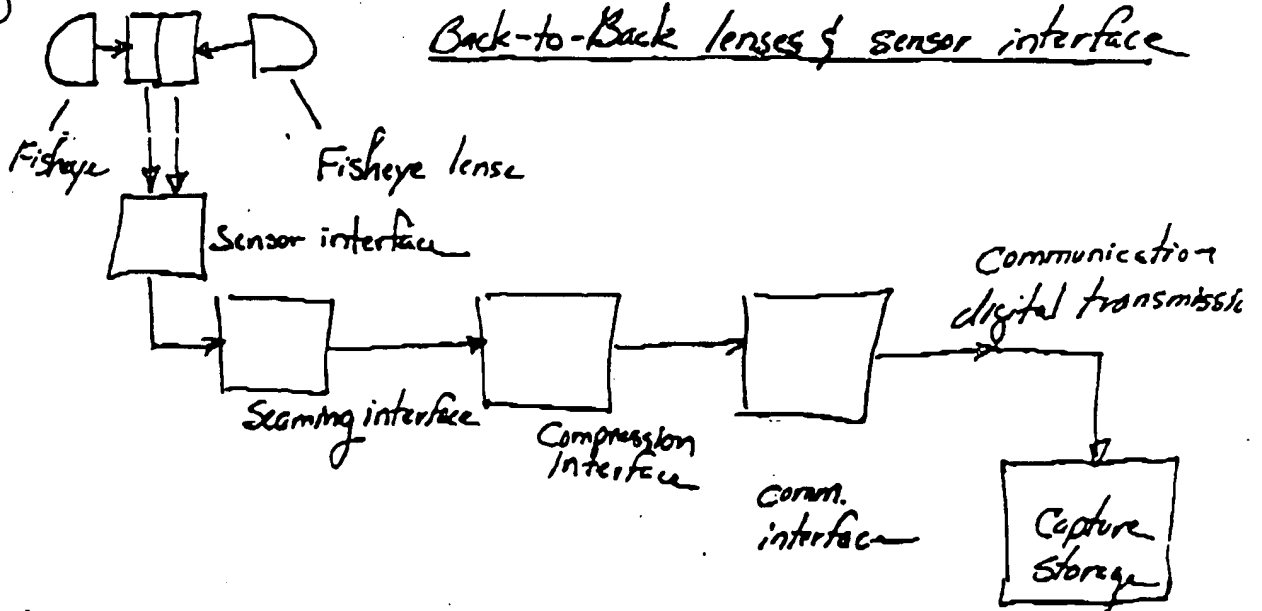 Back-to-Back lenses & sensor interface
Fisheye
Fisheye lense
Sensor interface
Communication
digital transmissio
Seaming interface
Compression
Interface
Comm.
interface
Capture
Storage